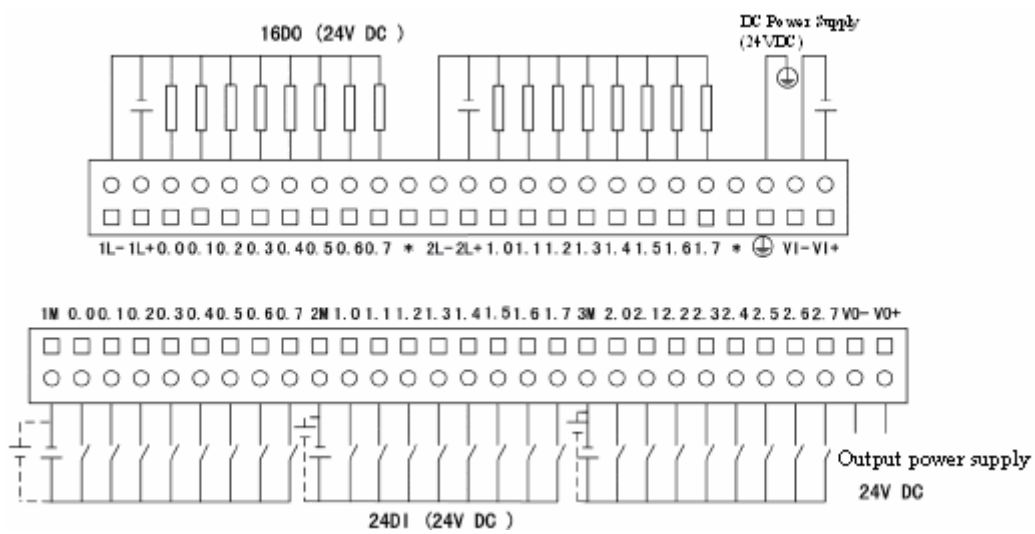 16DO (24V DC )
DC Power Supply
(24VDC)
1L- 1L+ 0.0 0.1 0.2 0.3 0.4 0.5 0.6 0.7 * 2L- 2L+ 1.0 1.1 1.2 1.3 1.4 1.5 1.6 1.7 * VI- VI+
1M 0.0 0.1 0.2 0.3 0.4 0.5 0.6 0.7 2M 1.0 1.1 1.2 1.3 1.4 1.5 1.6 1.7 3M 2.0 2.1 2.2 2.3 2.4 2.5 2.6 2.7 VO- VO+
Output power supply
24V DC
24DI (24V DC )